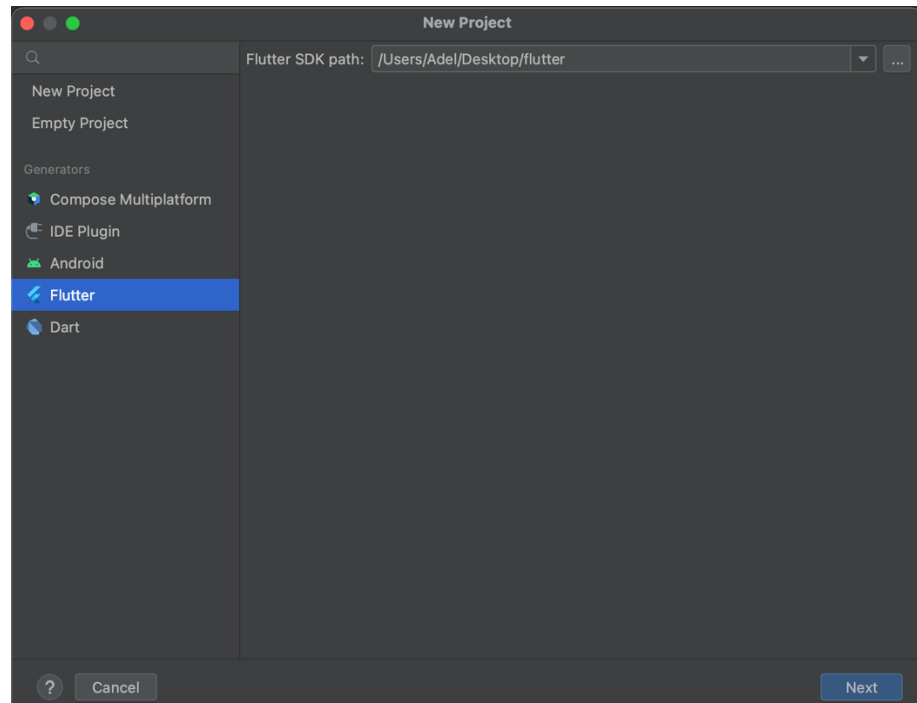 New Project
Flutter SDK path: /Users/Adel/Desktop/flutter ...
New Project
Empty Project
Generators
Compose Multiplatform
IDE Plugin
Android
Flutter
Dart
? Cancel Next